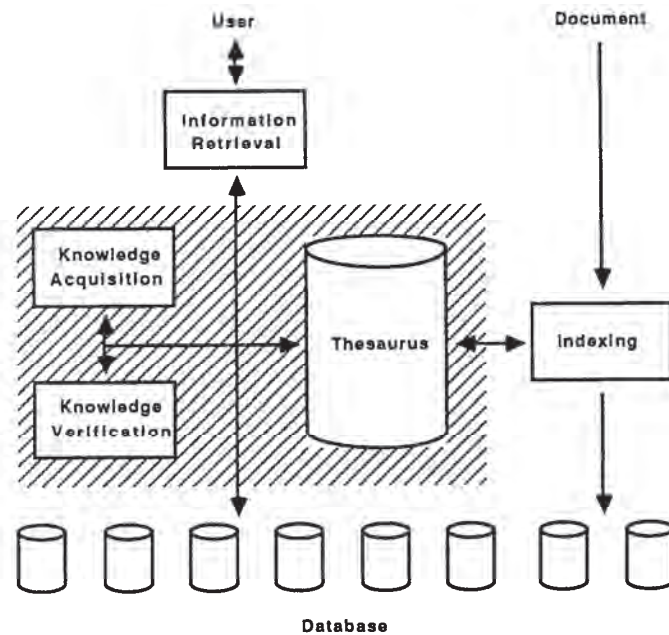 User
Document
Information
Retrieval
Knowledge
Acquisition
Thesaurus
Indexing
Knowledge
Verification
Database